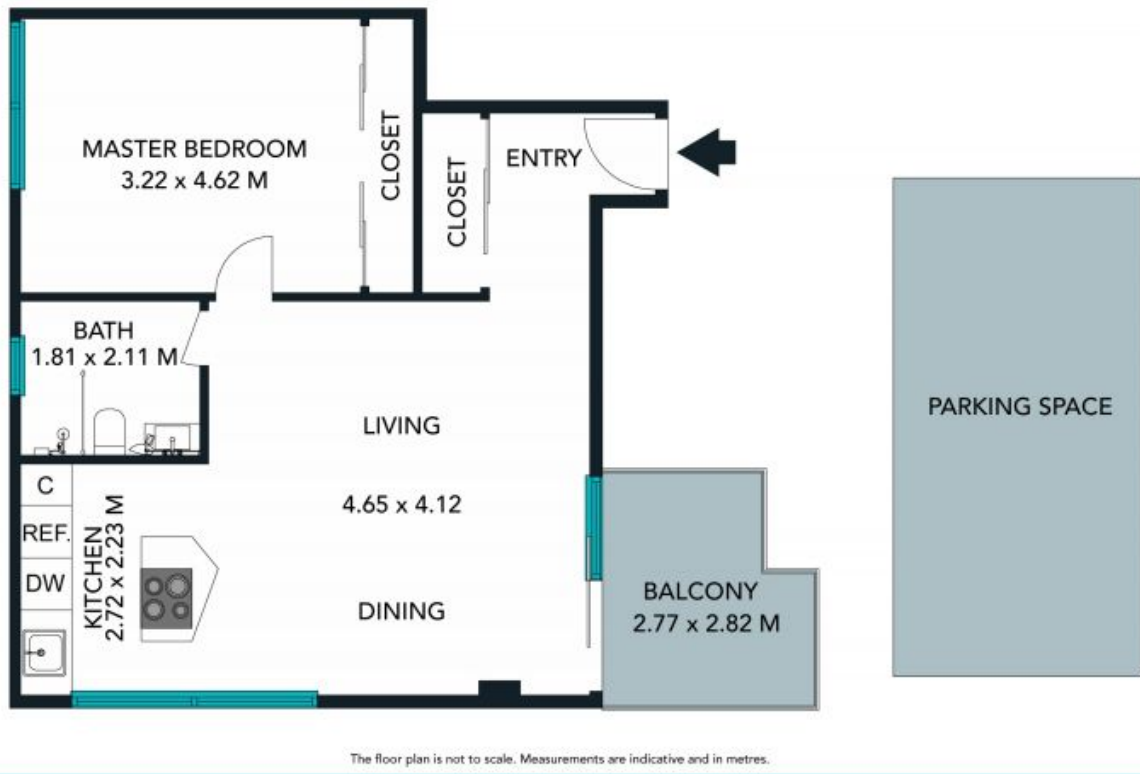 MASTER BEDROOM
3.22 x 4.62 M
CLOSET
CLOSET
ENTRY
BATH
1.81 x 2.11 M
LIVING
4.65 x 4.12
DINING
C
REF.
DW
KITCHEN
2.72 x 2.23 M
BALCONY
2.77 x 2.82 M
PARKING SPACE
The floor plan is not to scale. Measurements are indicative and in metres.